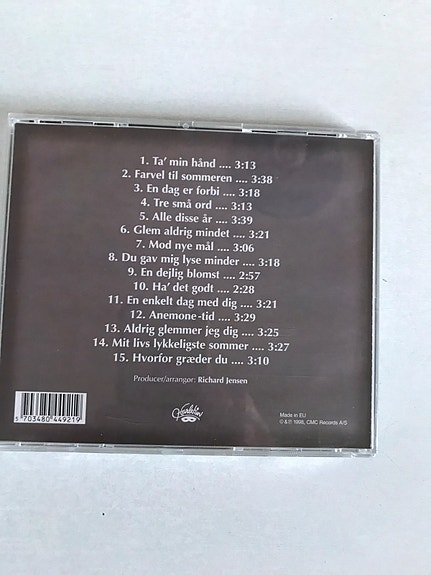 1. Ta' min hånd .... 3:13
2. Farvel til sommeren .... 3:38
3. En dag er forbi .... 3:18
4. Tre små ord .... 3:13
5. Alle disse år .... 3:39
6. Glem aldrig mindet .... 3:21
7. Mod nye mål .... 3:06
8. Du gav mig lyse minder .... 3:18
9. En dejlig blomst .... 2:57
10. Ha' det godt .... 2:28
11. En enkelt dag med dig .... 3:21
12. Anemone-tid .... 3:29
13. Aldrig glemmer jeg dig .... 3:25
14. Mit livs lykkeligste sommer .... 3:27
15. Hvorfor græder du .... 3:10
Producer/arrangør: Richard Jensen
5 703480 449219
Harlekin
Made in EU
© & ℗ 1998, CMC Records A/S